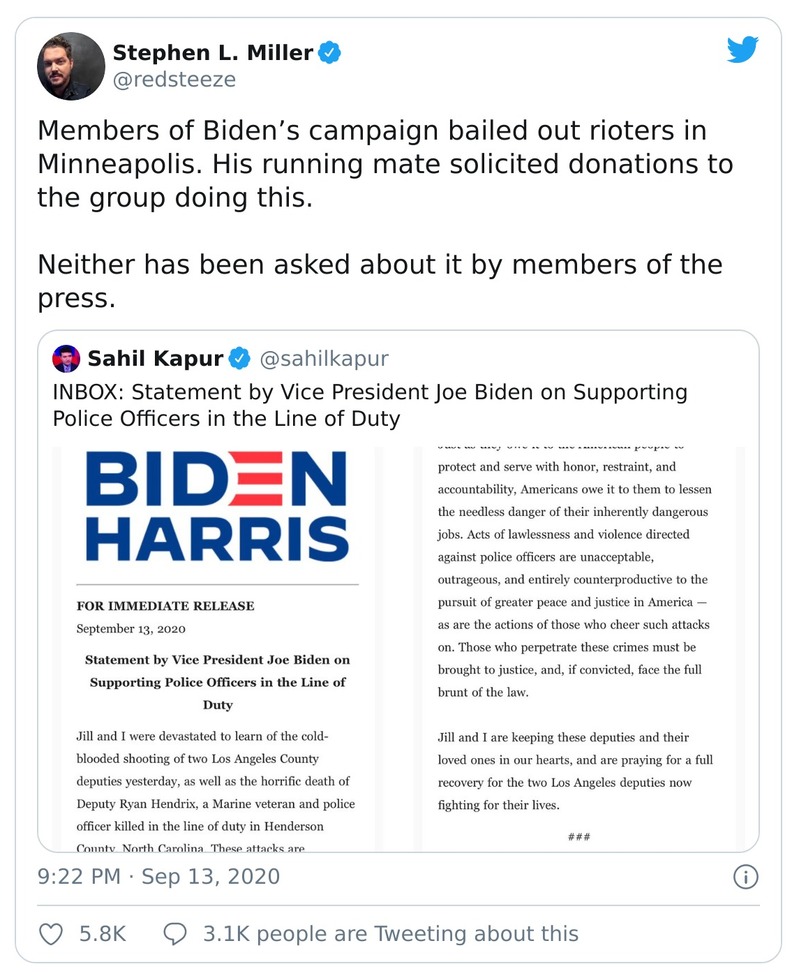 Stephen L. Miller
@redsteeze
Members of Biden’s campaign bailed out rioters in
Minneapolis. His running mate solicited donations to
the group doing this.
Neither has been asked about it by members of the
press.
Sahil Kapur @sahilkapur
INBOX: Statement by Vice President Joe Biden on Supporting
Police Officers in the Line of Duty
BIDEN
HARRIS
FOR IMMEDIATE RELEASE
September 13, 2020
Statement by Vice President Joe Biden on
Supporting Police Officers in the Line of
Duty
Jill and I were devastated to learn of the cold-
blooded shooting of two Los Angeles County
deputies yesterday, as well as the horrific death of
Deputy Ryan Hendrix, a Marine veteran and police
officer killed in the line of duty in Henderson
County, North Carolina. These attacks are
Just as they owe it to the American people to
protect and serve with honor, restraint, and
accountability, Americans owe it to them to lessen
the needless danger of their inherently dangerous
jobs. Acts of lawlessness and violence directed
against police officers are unacceptable,
outrageous, and entirely counterproductive to the
pursuit of greater peace and justice in America —
as are the actions of those who cheer such attacks
on. Those who perpetrate these crimes must be
brought to justice, and, if convicted, face the full
brunt of the law.
Jill and I are keeping these deputies and their
loved ones in our hearts, and are praying for a full
recovery for the two Los Angeles deputies now
fighting for their lives.
###
9:22 PM · Sep 13, 2020
5.8K 3.1K people are Tweeting about this